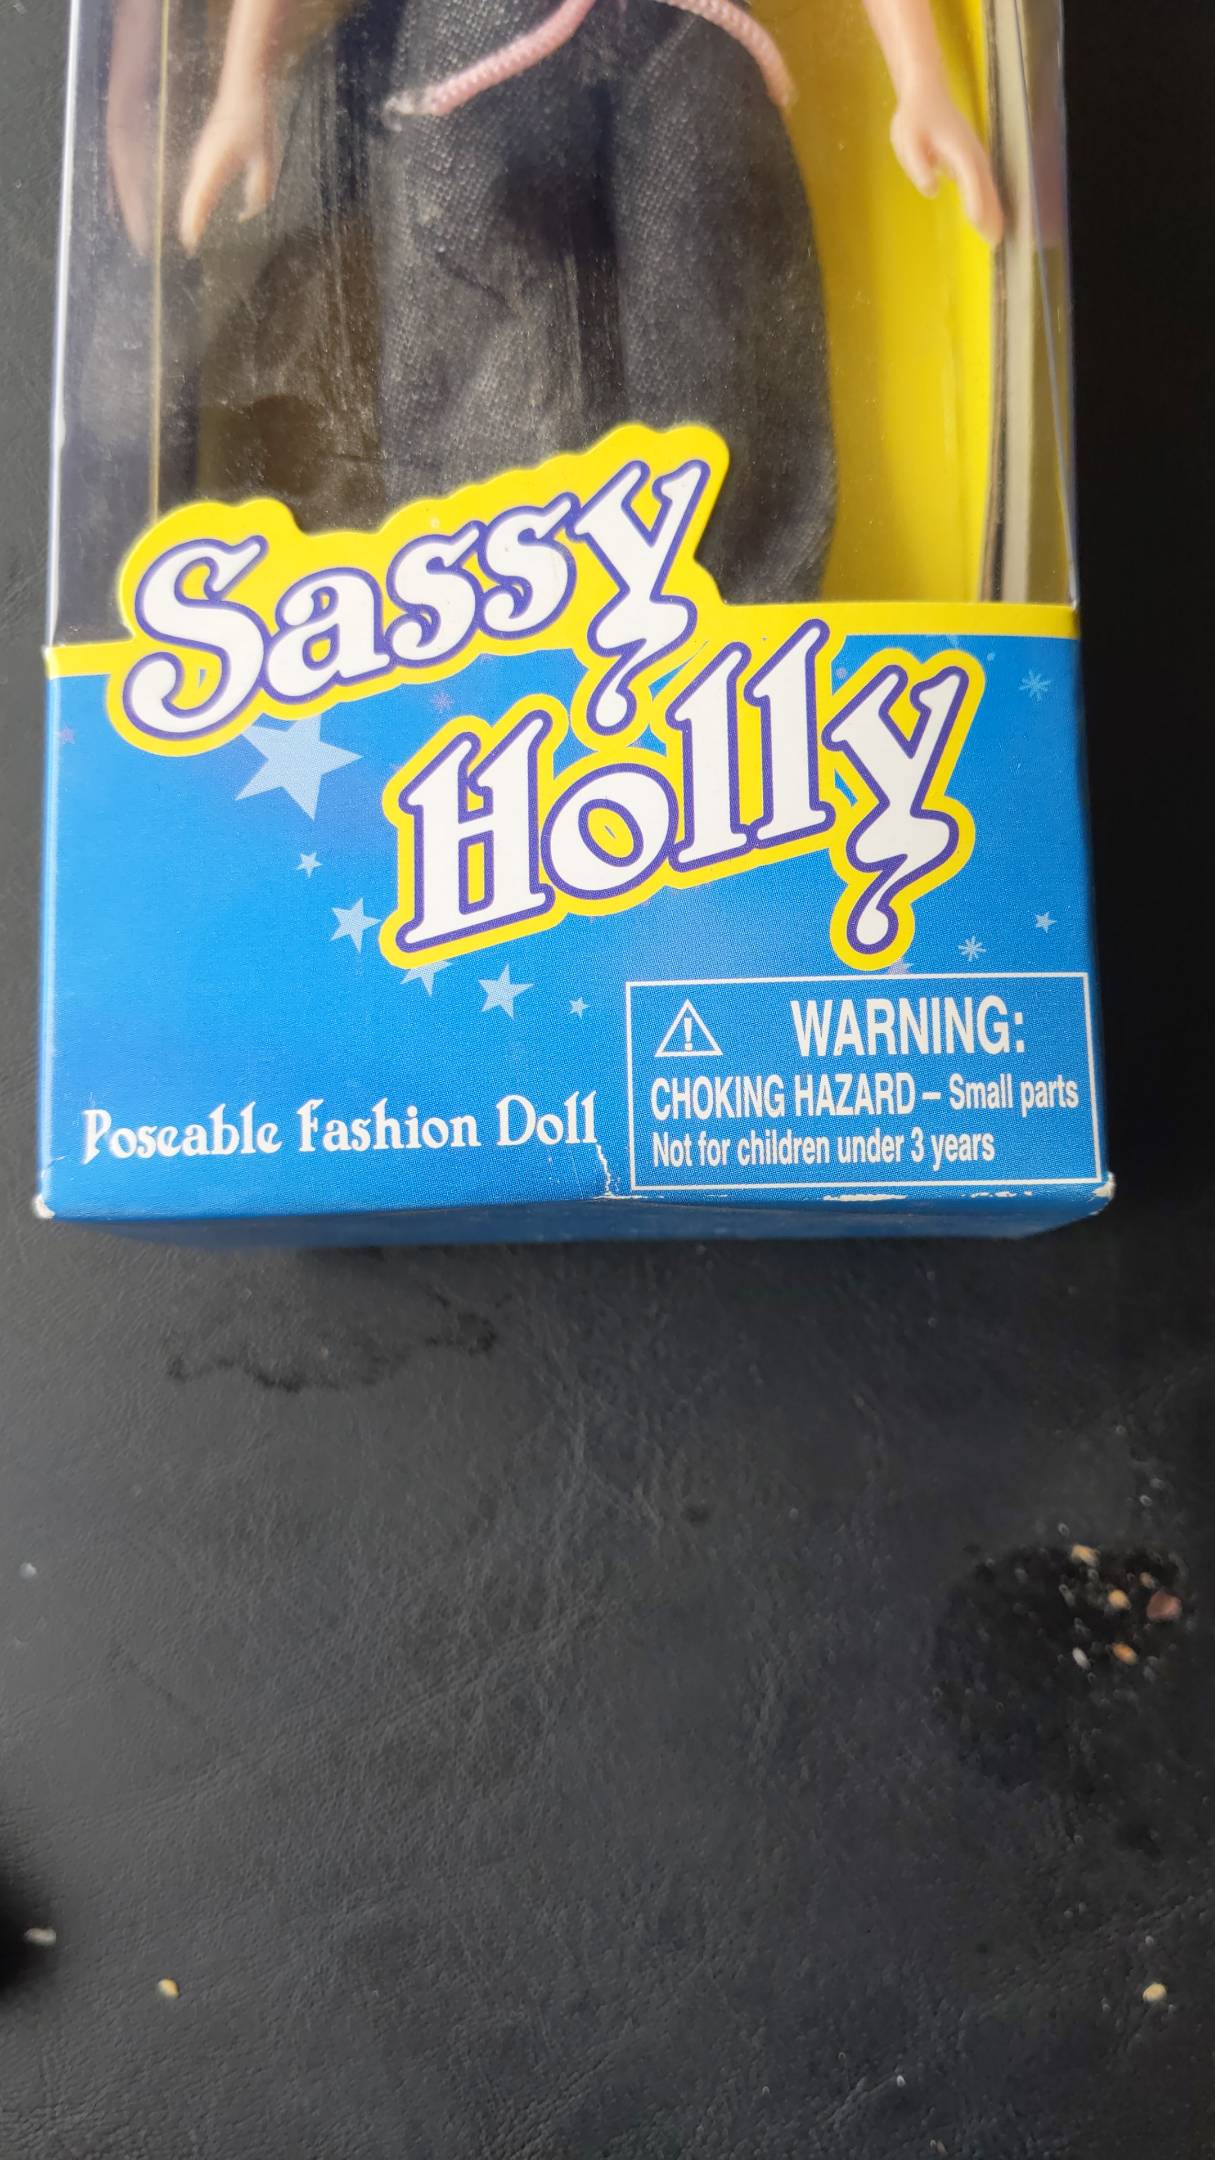 Sassy
Holly
Poseable Fashion Doll
WARNING:
CHOKING HAZARD – Small parts
Not for children under 3 years